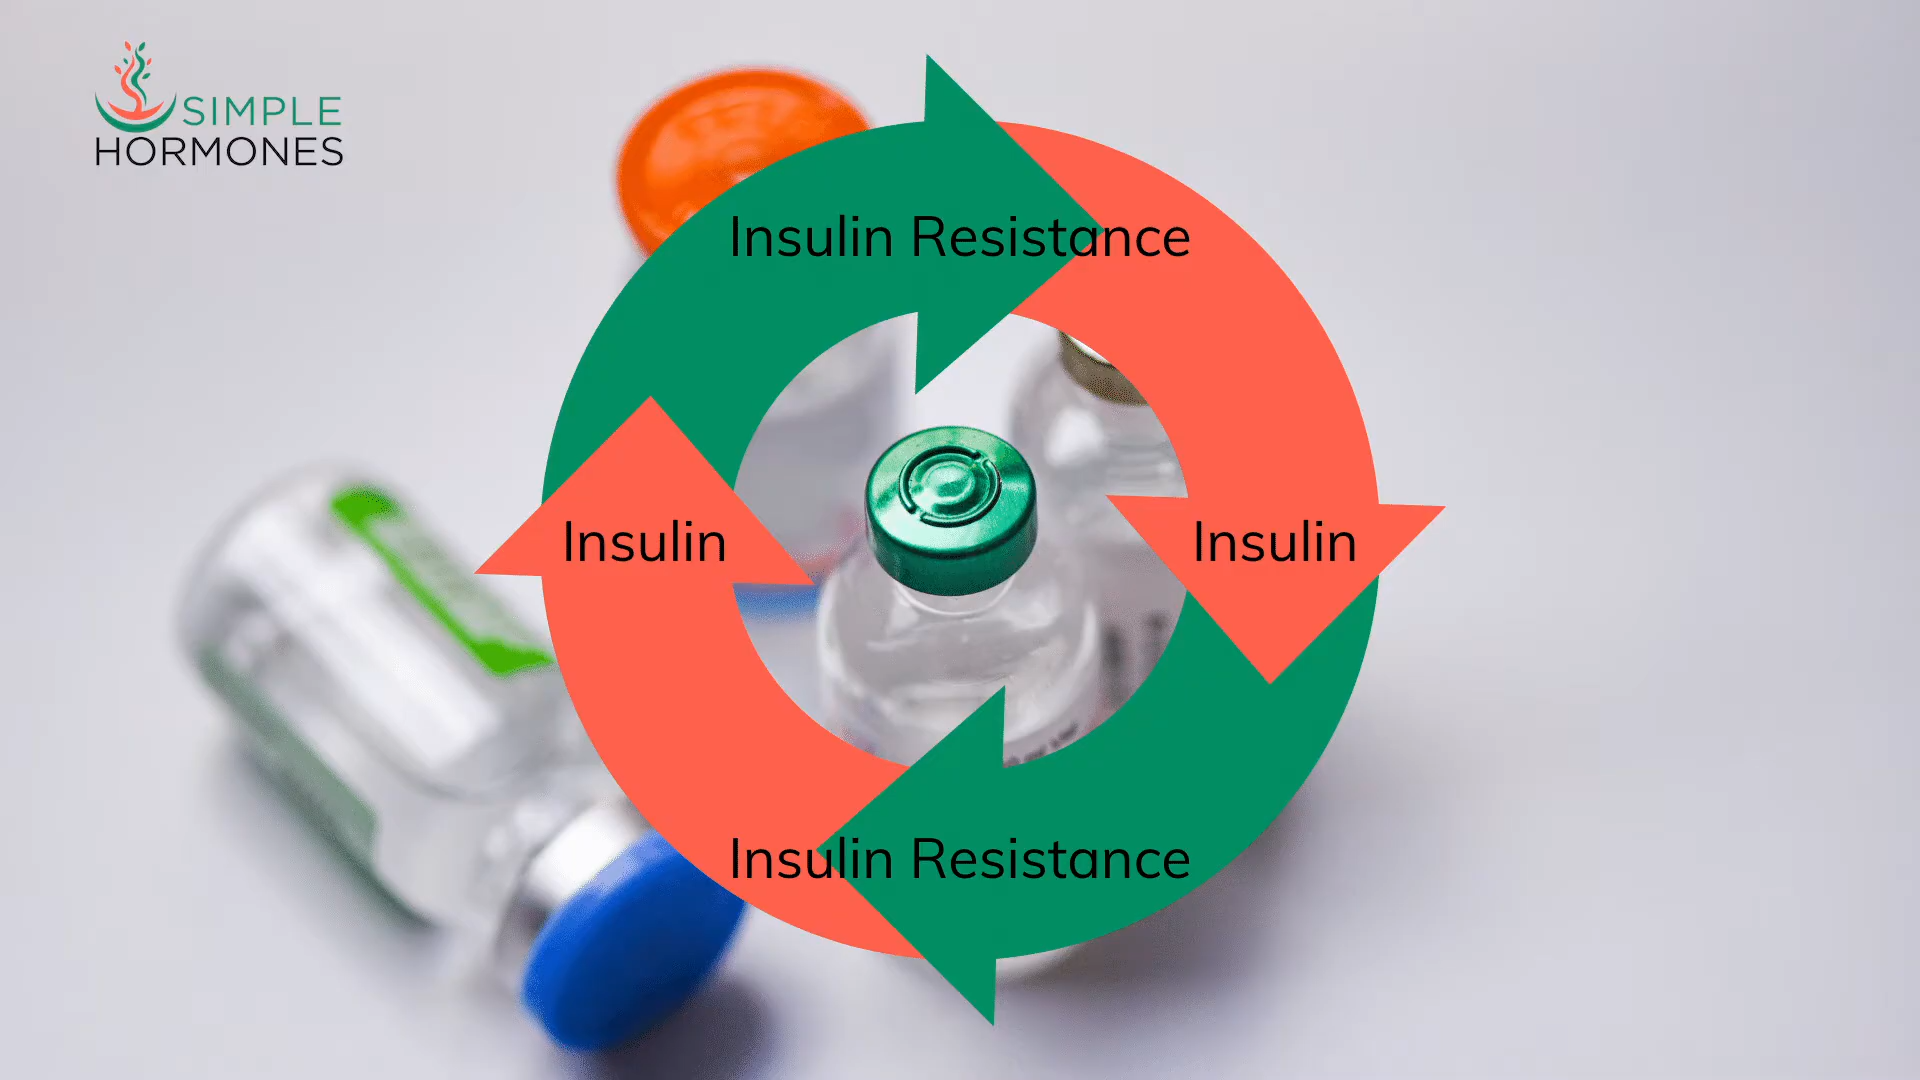 SIMPLE
HORMONES
Insulin Resistance
Insulin
Insulin
Insulin Resistance